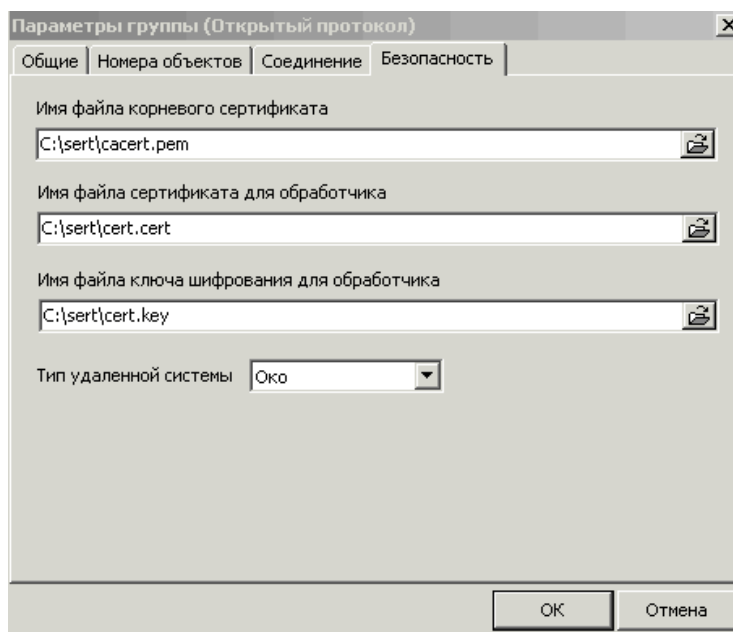 Параметры группы (Открытый протокол)
Общие Номера объектов Соединение Безопасность
Имя файла корневого сертификата
C:\sert\cacert.pem
Имя файла сертификата для обработчика
C:\sert\cert.cert
Имя файла ключа шифрования для обработчика
C:\sert\cert.key
Тип удаленной системы Око
ОК Отмена